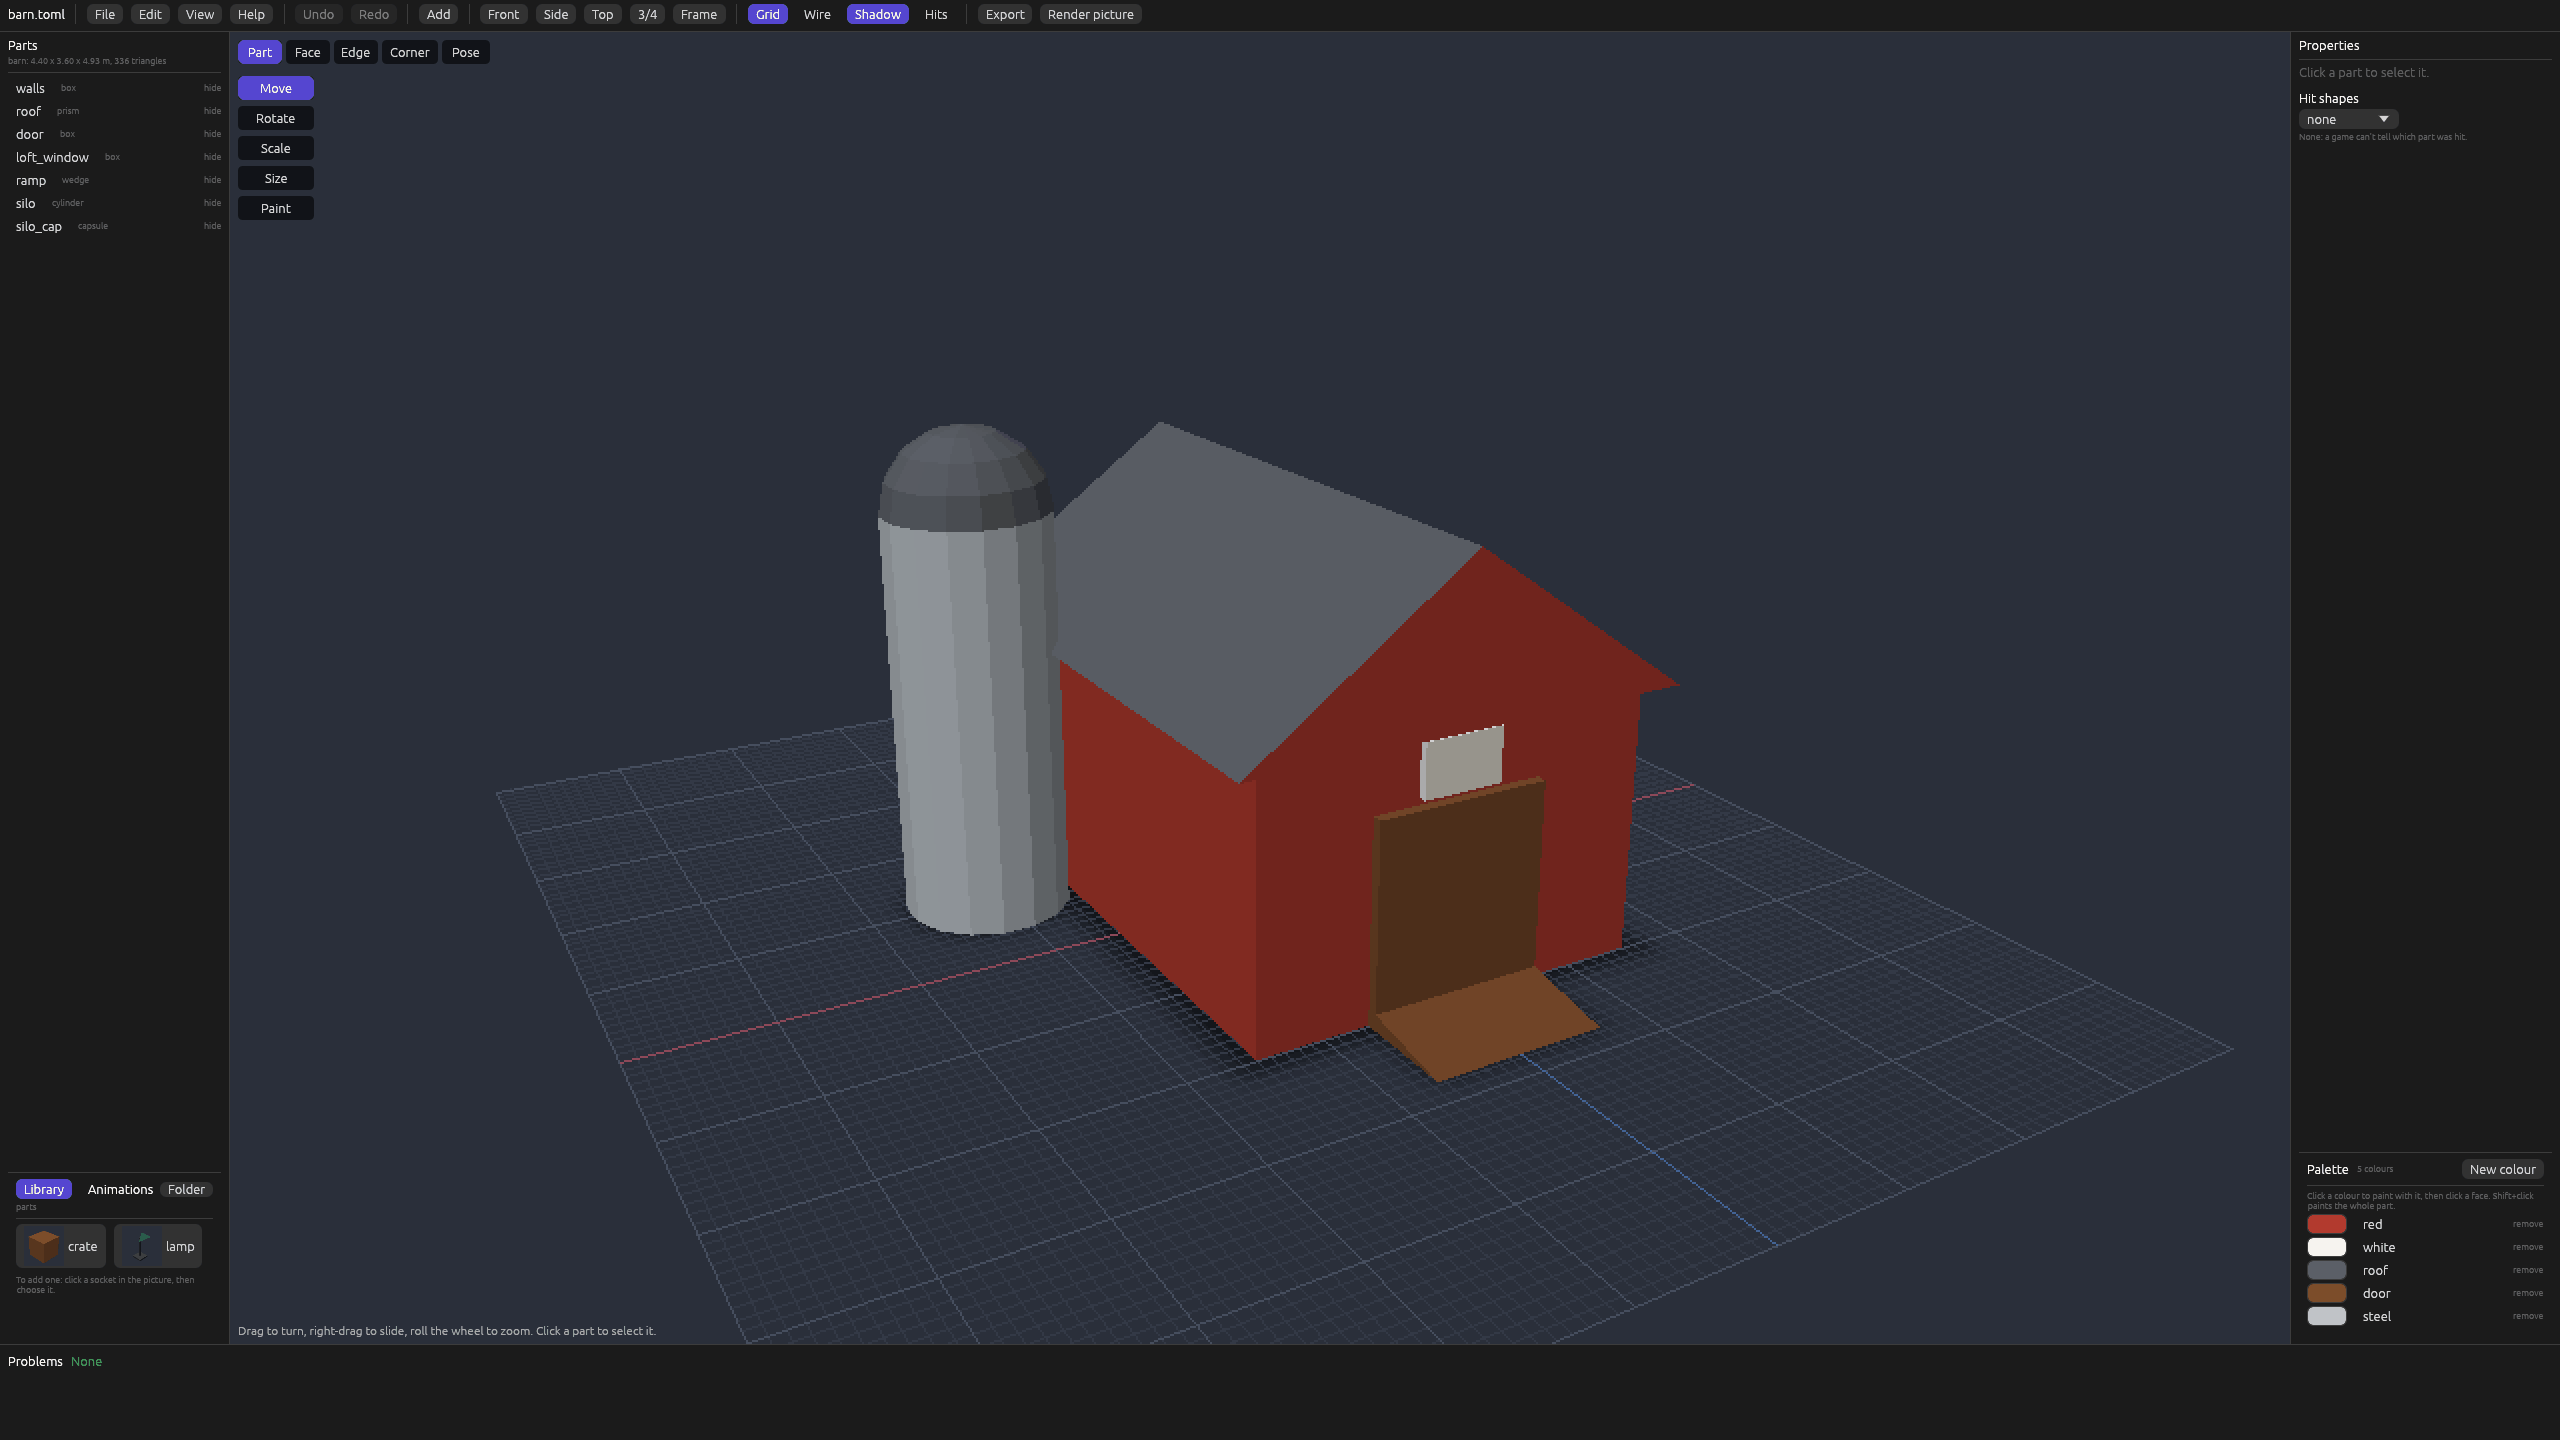 barn.toml File Edit View Help Undo Redo Add Front Side Top 3/4 Frame Grid Wire Shadow Hits Export Render picture
Parts
barn: 4.40 x 3.60 x 4.93 m, 336 triangles
walls box hide
roof prism hide
door box hide
loft_window box hide
ramp wedge hide
silo cylinder hide
silo_cap capsule hide
Library Animations Folder
parts
crate lamp
To add one: click a socket in the picture, then
choose it.
Part Face Edge Corner Pose
Move
Rotate
Scale
Size
Paint
Drag to turn, right-drag to slide, roll the wheel to zoom. Click a part to select it.
Properties
Click a part to select it.
Hit shapes
none
None: a game can't tell which part was hit.
Palette 5 colours New colour
Click a colour to paint with it, then click a face. Shift+click
paints the whole part.
red remove
white remove
roof remove
door remove
steel remove
Problems None